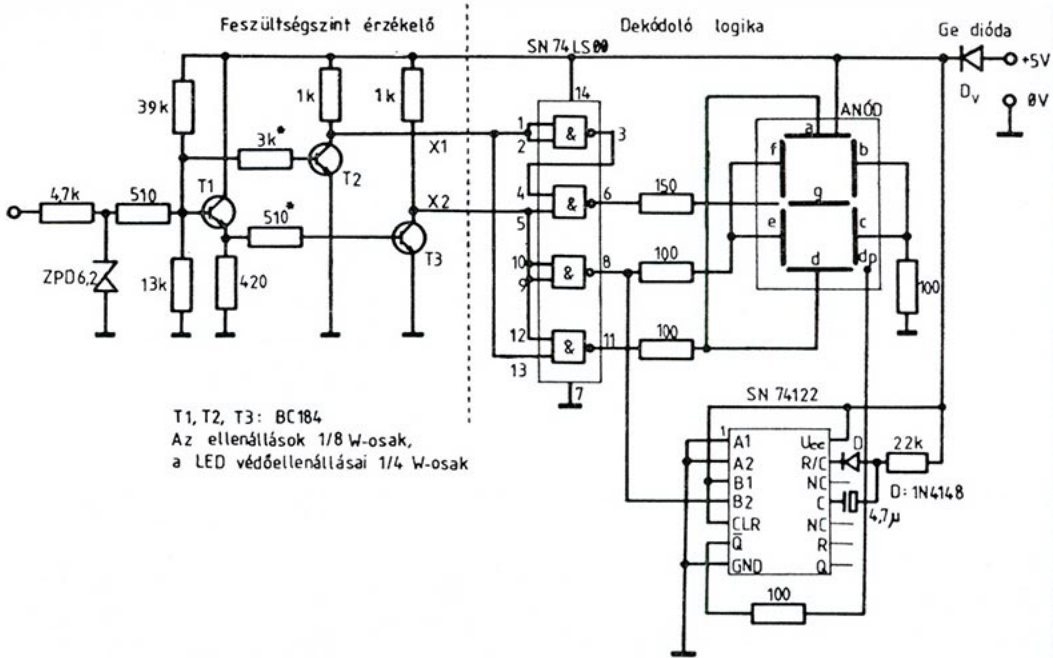 Feszültségszint érzékelő
Dekódoló logika
Ge dióda
SN 74LS00
+5V
0V
Dv
39k
1k
1k
14
ANÓD
3k*
X1
1
2
&
3
a
f
b
T2
4,7k
510
T1
X2
4
5
&
6
150
g
510*
e
c
T3
10
9
&
8
100
d
dp
ZPD6,2
13k
420
100
12
13
&
11
100
7
SN 74122
T1, T2, T3: BC184
Az ellenállások 1/8 W-osak,
a LED védőellenállásai 1/4 W-osak
1
A1
Ucc
D
22k
A2
R/C
B1
NC
D: 1N4148
B2
C
4,7µ
CLR
NC
Q̅
R
GND
Q
100